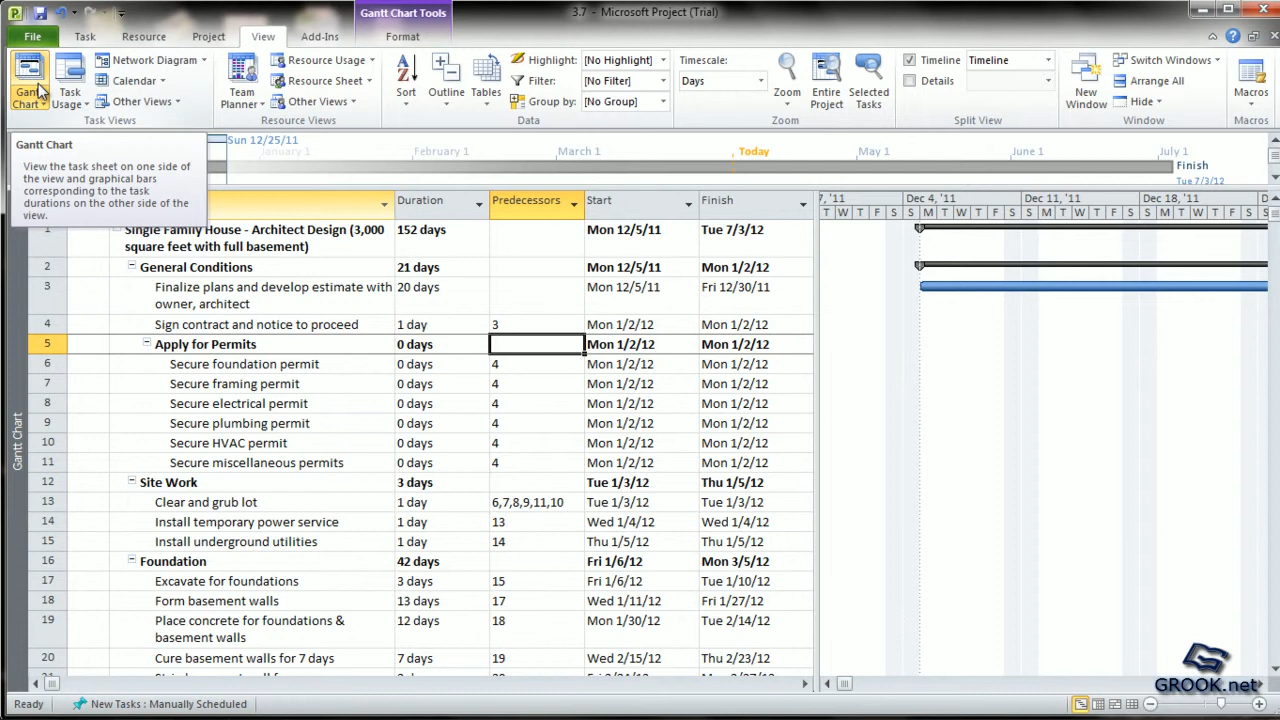 Gantt Chart Tools
3.7 - Microsoft Project (Trial)
File Task Resource Project View Add-Ins Format
Gantt Chart
Task Usage
Network Diagram
Calendar
Other Views
Task Views
Team Planner
Resource Usage
Resource Sheet
Other Views
Resource Views
Sort
Outline
Tables
Highlight: [No Highlight]
Filter: [No Filter]
Group by: [No Group]
Data
Timescale:
Days
Zoom
Entire Project
Selected Tasks
Zoom
Timeline Timeline
Details
Split View
New Window
Switch Windows
Arrange All
Hide
Window
Macros
Macros
Gantt Chart
View the task sheet on one side of
the view and graphical bars
corresponding to the task
durations on the other side of the
view.
Sun 12/25/11
January 1 February 1 March 1 Today May 1 June 1 July 1
Finish
Tue 7/3/12
Duration Predecessors Start Finish
7, '11 Dec 4, '11 Dec 11, '11 Dec 18, '11 D
T W T F S S M T W T F S S M T W T F S S M T W T F S S
1 Single Family House - Architect Design (3,000 152 days Mon 12/5/11 Tue 7/3/12
square feet with full basement)
2 General Conditions 21 days Mon 12/5/11 Mon 1/2/12
3 Finalize plans and develop estimate with 20 days Mon 12/5/11 Fri 12/30/11
owner, architect
4 Sign contract and notice to proceed 1 day 3 Mon 1/2/12 Mon 1/2/12
5 Apply for Permits 0 days Mon 1/2/12 Mon 1/2/12
6 Secure foundation permit 0 days 4 Mon 1/2/12 Mon 1/2/12
7 Secure framing permit 0 days 4 Mon 1/2/12 Mon 1/2/12
8 Secure electrical permit 0 days 4 Mon 1/2/12 Mon 1/2/12
9 Secure plumbing permit 0 days 4 Mon 1/2/12 Mon 1/2/12
10 Secure HVAC permit 0 days 4 Mon 1/2/12 Mon 1/2/12
11 Secure miscellaneous permits 0 days 4 Mon 1/2/12 Mon 1/2/12
12 Site Work 3 days Tue 1/3/12 Thu 1/5/12
13 Clear and grub lot 1 day 6,7,8,9,11,10 Tue 1/3/12 Tue 1/3/12
14 Install temporary power service 1 day 13 Wed 1/4/12 Wed 1/4/12
15 Install underground utilities 1 day 14 Thu 1/5/12 Thu 1/5/12
16 Foundation 42 days Fri 1/6/12 Mon 3/5/12
17 Excavate for foundations 3 days 15 Fri 1/6/12 Tue 1/10/12
18 Form basement walls 13 days 17 Wed 1/11/12 Fri 1/27/12
19 Place concrete for foundations & 12 days 18 Mon 1/30/12 Tue 2/14/12
basement walls
20 Cure basement walls for 7 days 7 days 19 Wed 2/15/12 Thu 2/23/12
Gantt Chart
GROOK.net
Ready New Tasks : Manually Scheduled